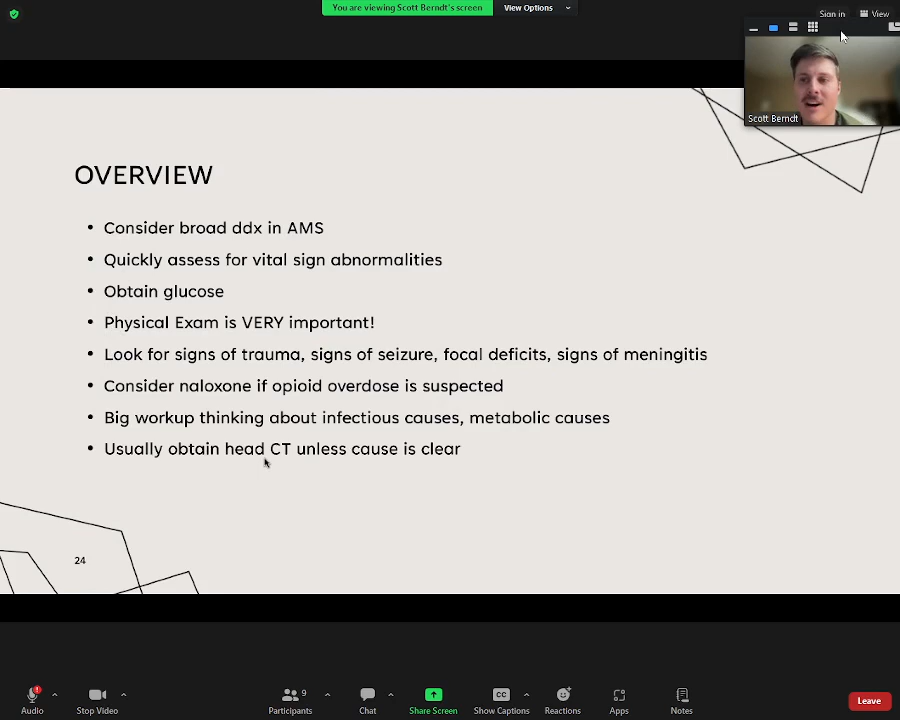 You are viewing Scott Berndt's screen
View Options
Sign in
View
Scott Berndt
OVERVIEW
• Consider broad ddx in AMS
• Quickly assess for vital sign abnormalities
• Obtain glucose
• Physical Exam is VERY important!
• Look for signs of trauma, signs of seizure, focal deficits, signs of meningitis
• Consider naloxone if opioid overdose is suspected
• Big workup thinking about infectious causes, metabolic causes
• Usually obtain head CT unless cause is clear
24
Audio
Stop Video
Participants
9
Chat
Share Screen
CC
Show Captions
Reactions
Apps
Notes
Leave